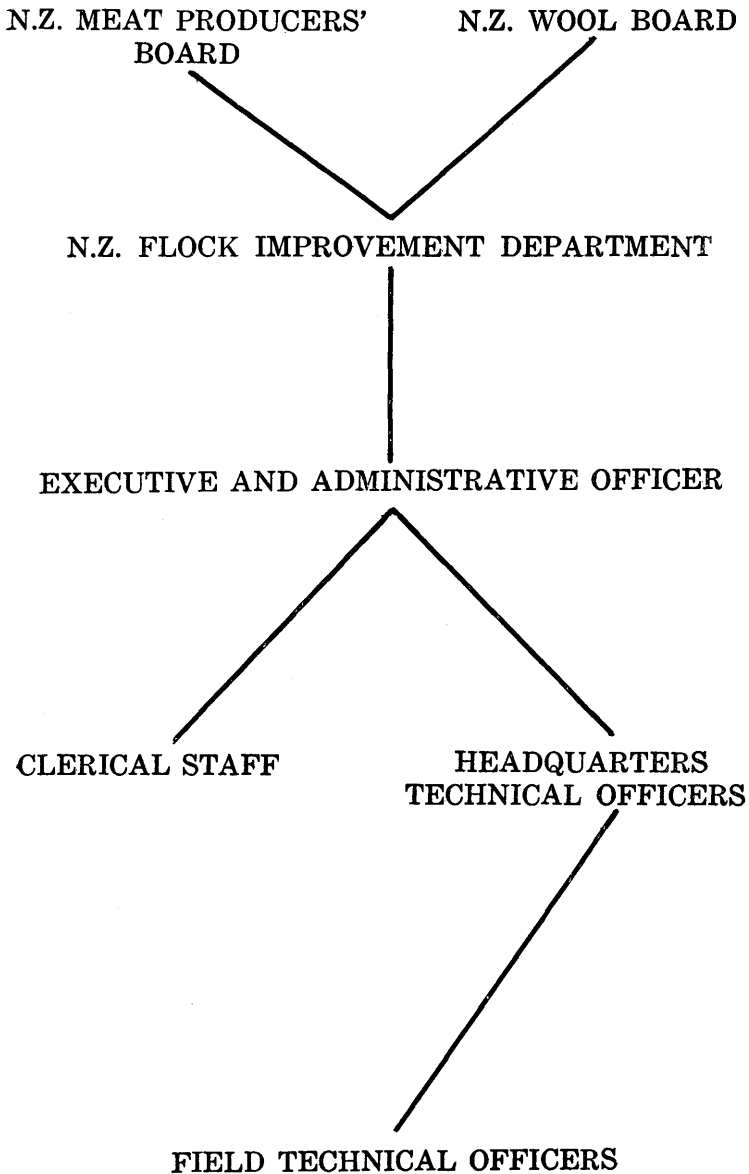 N.Z. MEAT PRODUCERS'
BOARD
N.Z. WOOL BOARD
N.Z. FLOCK IMPROVEMENT DEPARTMENT
EXECUTIVE AND ADMINISTRATIVE OFFICER
CLERICAL STAFF
HEADQUARTERS
TECHNICAL OFFICERS
FIELD TECHNICAL OFFICERS